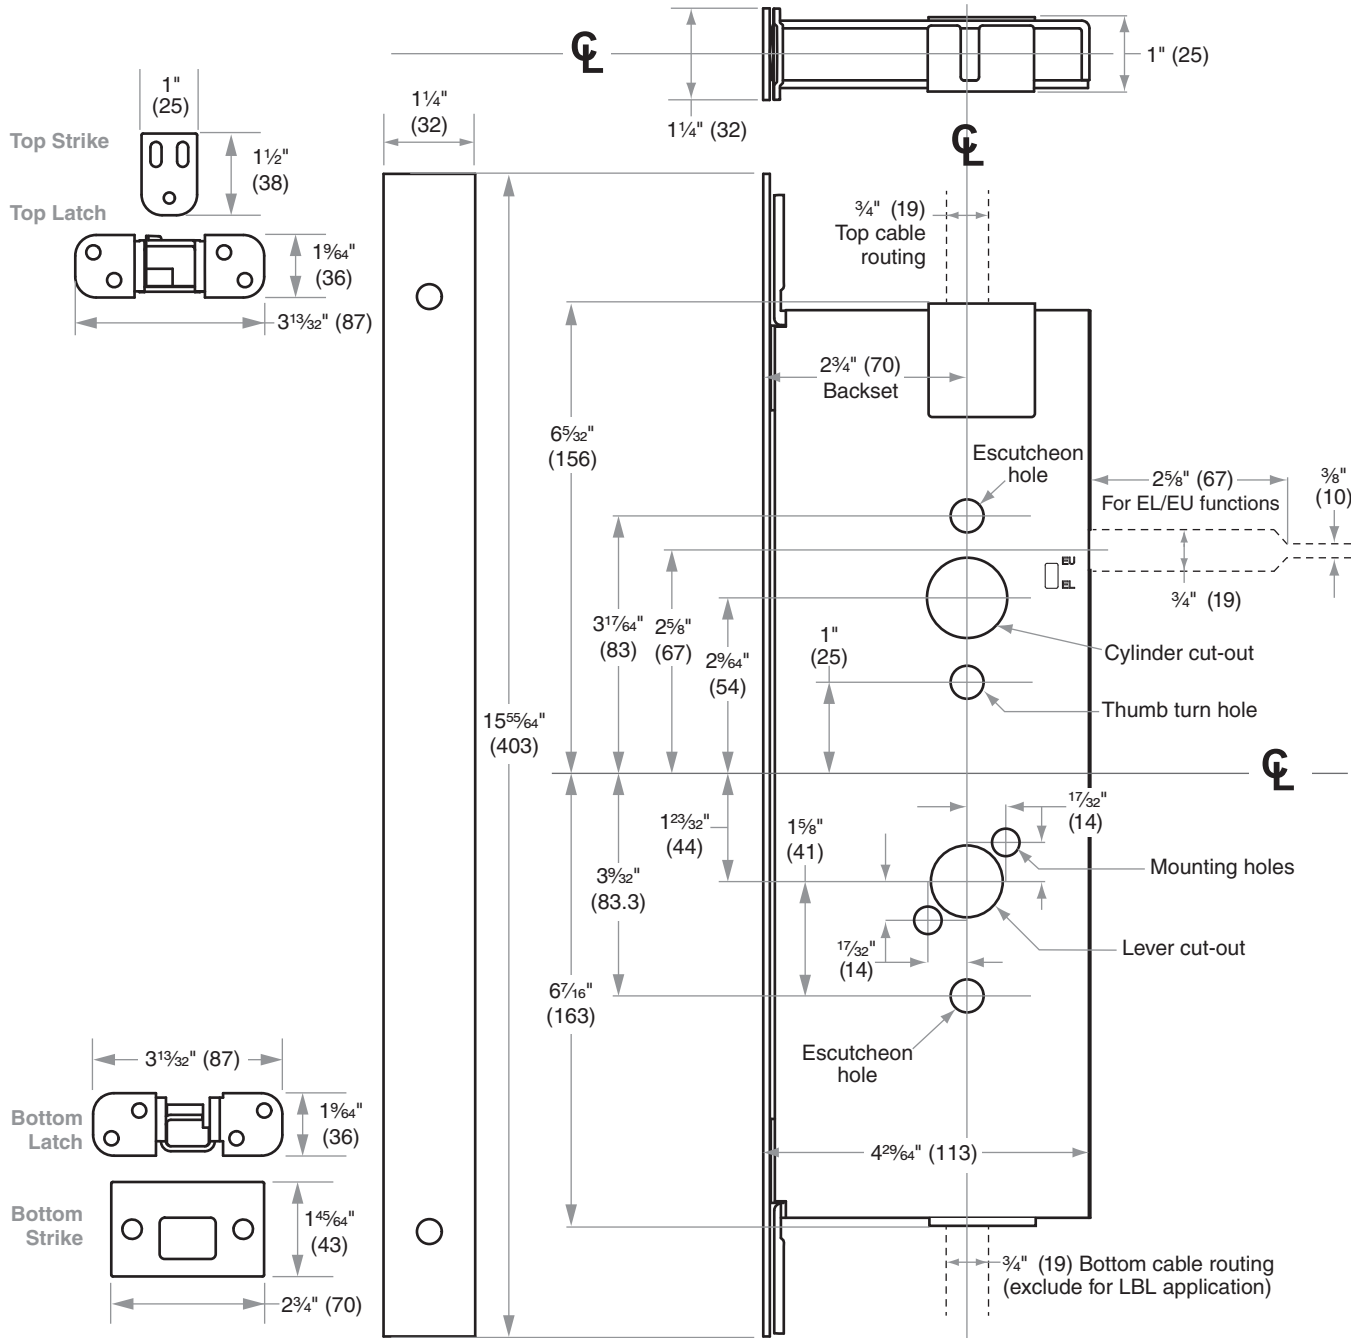 ℄
1" (25)
1¼" (32)
℄
1"
(25)
Top Strike
1½"
(38)
Top Latch
1⁹⁄₆₄"
(36)
3¹³⁄₃₂" (87)
1¼"
(32)
¾" (19)
Top cable
routing
2¾" (70)
Backset
6⁵⁄₃₂"
(156)
Escutcheon
hole
2⅝" (67)
For EL/EU functions
⅜"
(10)
EU
EL
¾" (19)
3¹⁷⁄₆₄"
(83)
2⅝"
(67)
2⁹⁄₆₄"
(54)
1"
(25)
Cylinder cut-out
Thumb turn hole
15⁵⁵⁄₆₄"
(403)
℄
1²³⁄₃₂"
(44)
1⅝"
(41)
¹⁷⁄₃₂"
(14)
Mounting holes
3⁹⁄₃₂"
(83.3)
Lever cut-out
¹⁷⁄₃₂"
(14)
6⁷⁄₁₆"
(163)
Escutcheon
hole
3¹³⁄₃₂" (87)
Bottom
Latch
1⁹⁄₆₄"
(36)
4²⁹⁄₆₄" (113)
Bottom
Strike
1⁴⁵⁄₆₄"
(43)
2¾" (70)
¾" (19) Bottom cable routing
(exclude for LBL application)